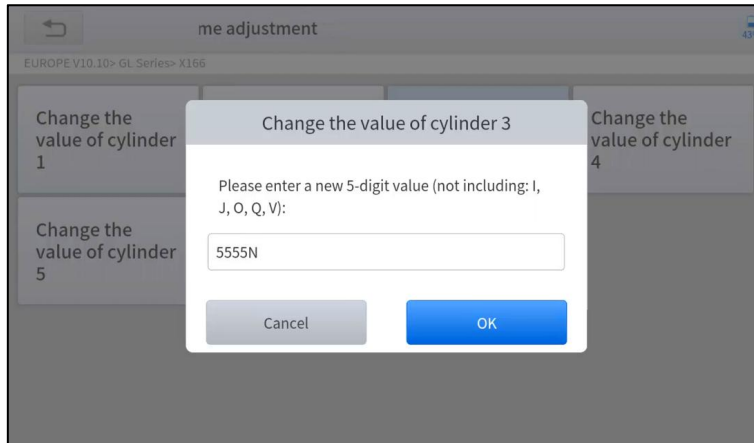 me adjustment
43
EUROPE V10.10> GL Series> X166
Change the
value of cylinder
1
Change the
value of cylinder
4
Change the
value of cylinder
5
Change the value of cylinder 3
Please enter a new 5-digit value (not including: I,
J, O, Q, V):
5555N
Cancel
OK